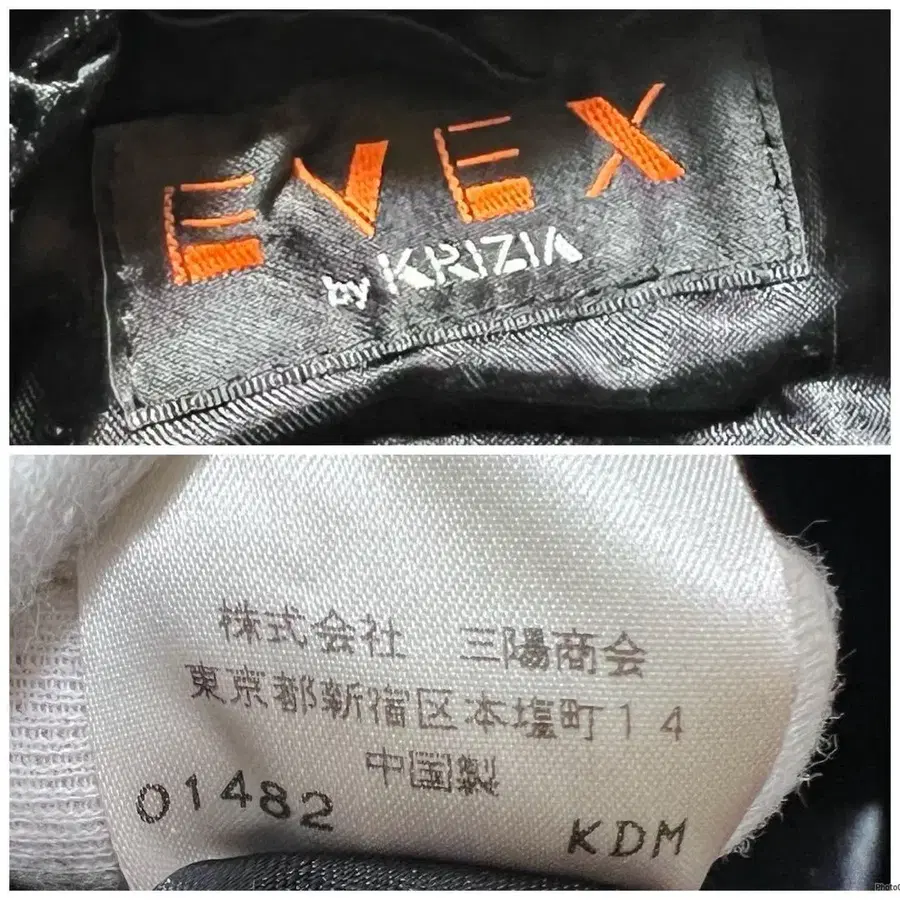 EVEX
by KRIZIA
株式会社 三陽商会
東京都新宿区本塩町14
中国製
01482
KDM